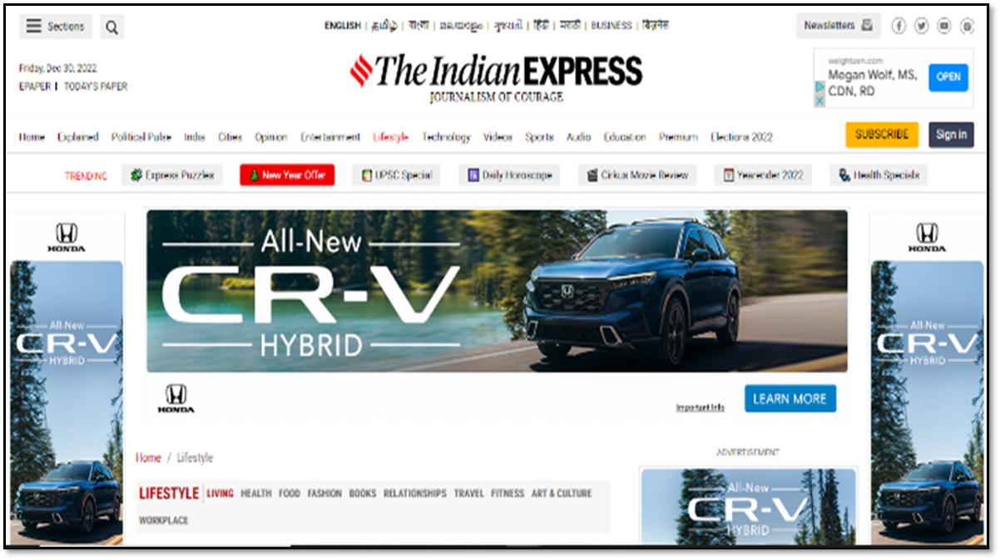 Sections
ENGLISH | தமிழ் | বাংলা | മലയാളം | ગુજરાતી | हिंदी | मराठी | BUSINESS | बिज़नेस
Newsletters
Friday, Dec 30, 2022
EPAPER | TODAY'S PAPER
The Indian EXPRESS
JOURNALISM OF COURAGE
weightzen.com
Megan Wolf, MS,
CDN, RD
OPEN
Home Explained Political Pulse India Cities Opinion Entertainment Lifestyle Technology Videos Sports Audio Education Premium Elections 2022
SUBSCRIBE
Sign in
TRENDING Express Puzzles New Year Offer UPSC Special Daily Horoscope Cirkus Movie Review Yearender 2022 Health Specials
HONDA
All-New
CR-V
HYBRID
All-New
CR-V
HYBRID
HONDA
Important Info
LEARN MORE
HONDA
All-New
CR-V
HYBRID
Home / Lifestyle
ADVERTISEMENT
LIFESTYLE LIVING HEALTH FOOD FASHION BOOKS RELATIONSHIPS TRAVEL FITNESS ART & CULTURE
WORKPLACE
All-New
CR-V
HYBRID